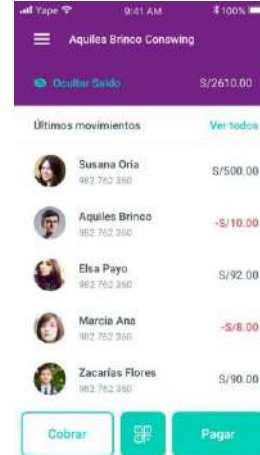 Yape 9:41 AM 100%
Aquiles Brinco Conswing
Ocultar Saldo S/2610.00
Últimos movimientos Ver todos
Susana Oria S/500.00
982 762 360
Aquiles Brinco -S/10.00
982 762 360
Elsa Payo S/92.00
982 762 360
Marcia Ana -S/8.00
982 762 360
Zacarías Flores S/90.00
982 762 360
Cobrar Pagar